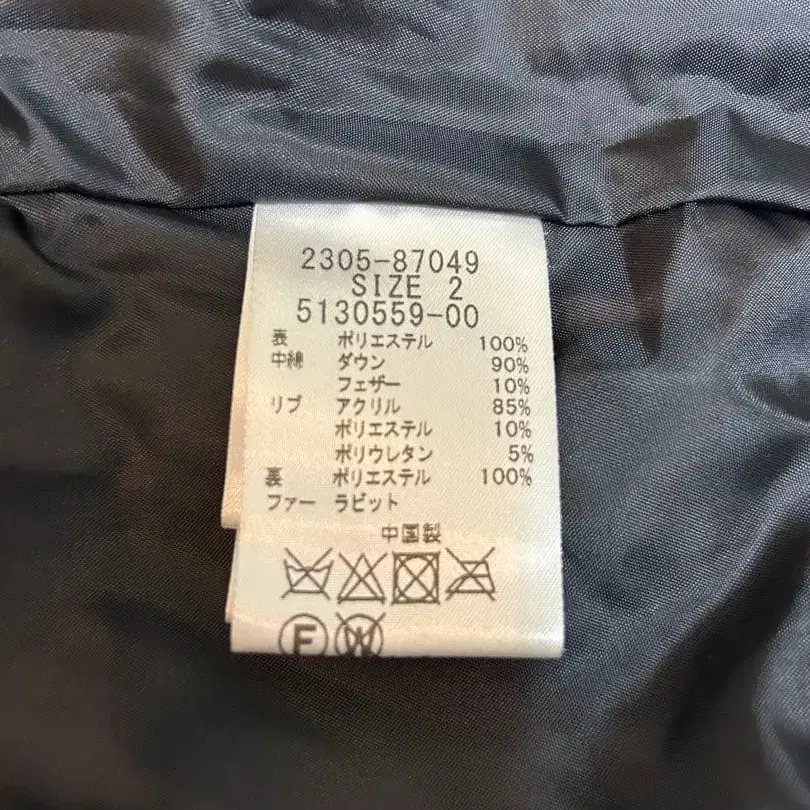 2305-87049
SIZE 2
5130559-00
表 ポリエステル 100%
中綿 ダウン 90%
フェザー 10%
リブ アクリル 85%
ポリエステル 10%
ポリウレタン 5%
裏 ポリエステル 100%
ファー ラビット
中国製
F W